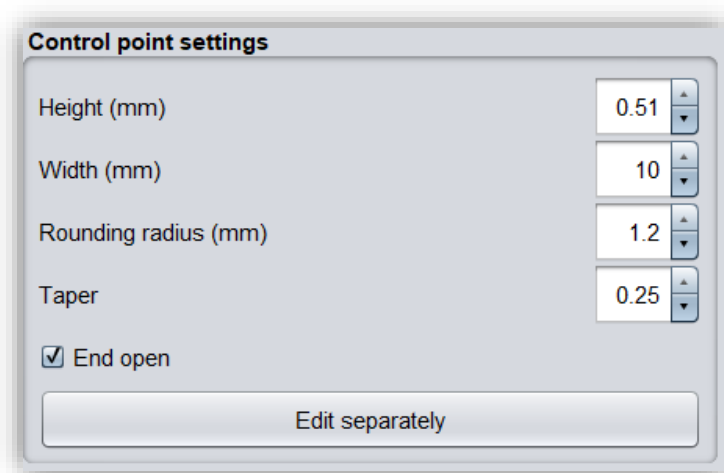 Control point settings
Height (mm) 0.51
Width (mm) 10
Rounding radius (mm) 1.2
Taper 0.25
End open
Edit separately